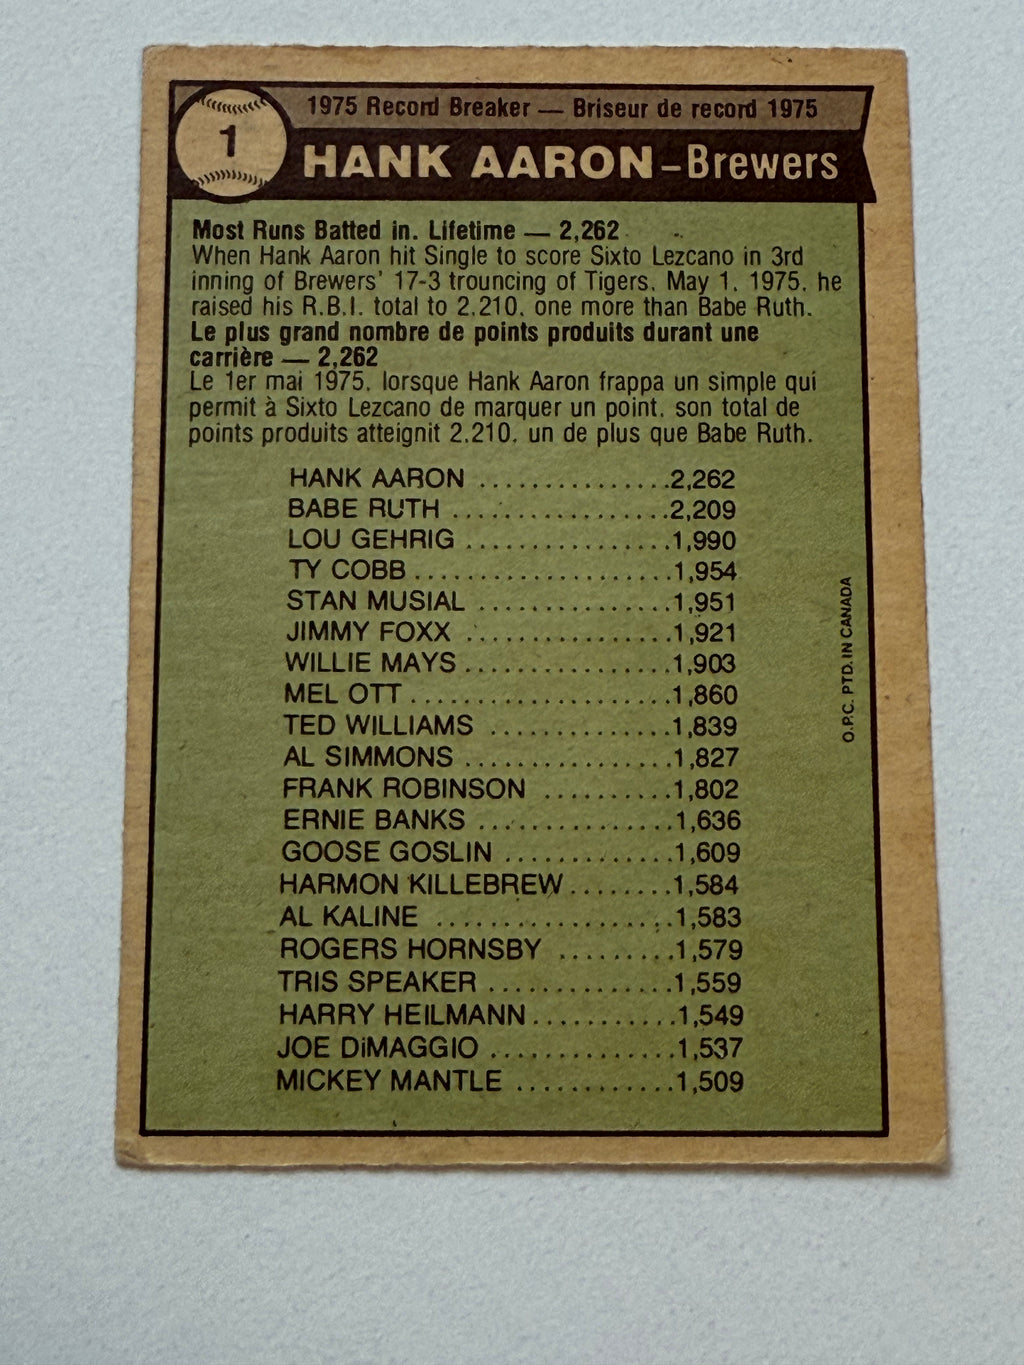 1
1975 Record Breaker — Briseur de record 1975
HANK AARON – Brewers
Most Runs Batted in. Lifetime — 2,262
When Hank Aaron hit Single to score Sixto Lezcano in 3rd
inning of Brewers' 17-3 trouncing of Tigers, May 1, 1975, he
raised his R.B.I. total to 2,210, one more than Babe Ruth.
Le plus grand nombre de points produits durant une
carrière — 2,262
Le 1er mai 1975, lorsque Hank Aaron frappa un simple qui
permit à Sixto Lezcano de marquer un point, son total de
points produits atteignit 2,210, un de plus que Babe Ruth.
HANK AARON ...............2,262
BABE RUTH .................2,209
LOU GEHRIG ................1,990
TY COBB ....................1,954
STAN MUSIAL ...............1,951
JIMMY FOXX ................1,921
WILLIE MAYS ................1,903
MEL OTT ....................1,860
TED WILLIAMS ..............1,839
AL SIMMONS ................1,827
FRANK ROBINSON ..........1,802
ERNIE BANKS ...............1,636
GOOSE GOSLIN .............1,609
HARMON KILLEBREW ........1,584
AL KALINE ..................1,583
ROGERS HORNSBY .........1,579
TRIS SPEAKER ..............1,559
HARRY HEILMANN ...........1,549
JOE DiMAGGIO ..............1,537
MICKEY MANTLE ............1,509
O.P.C. PTD. IN CANADA